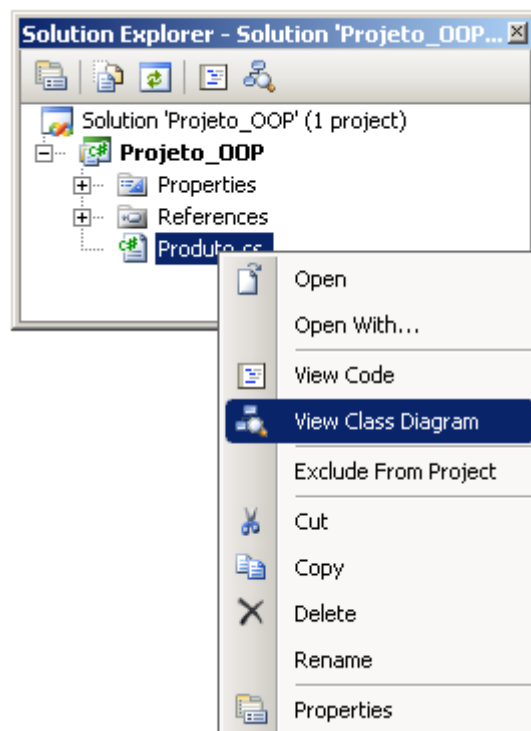 Solution Explorer - Solution 'Projeto_OOP...
Solution 'Projeto_OOP' (1 project)
Projeto_OOP
Properties
References
Produto.cs
Open
Open With...
View Code
View Class Diagram
Exclude From Project
Cut
Copy
Delete
Rename
Properties